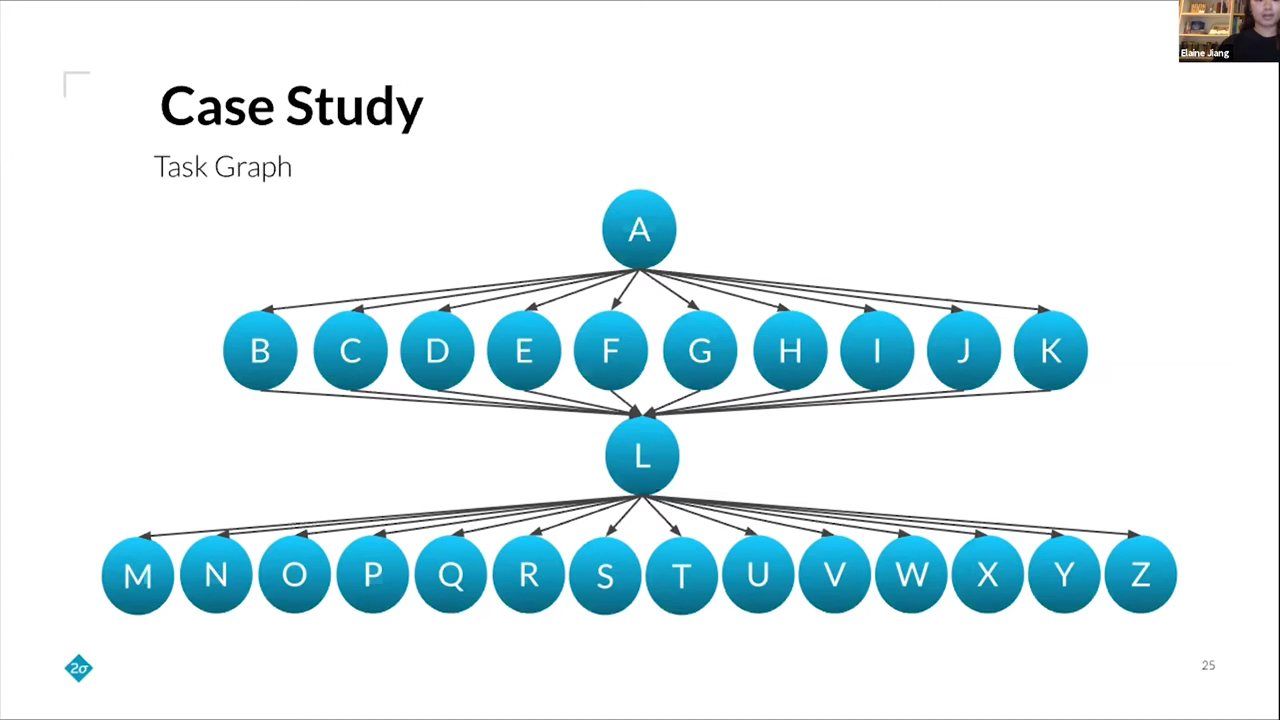 Elaine Jiang
Case Study
Task Graph
A
B C D E F G H I J K
L
M N O P Q R S T U V W X Y Z
2σ
25